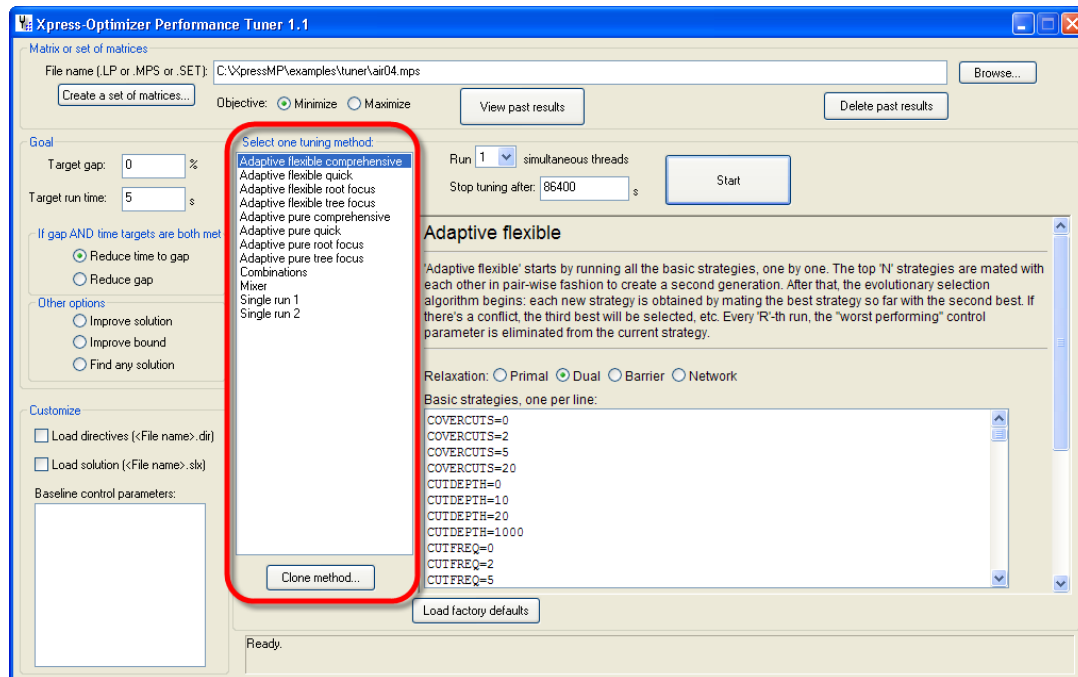 Xpress-Optimizer Performance Tuner 1.1
Matrix or set of matrices
File name (.LP or .MPS or .SET): C:\XpressMP\examples\tuner\air04.mps Browse...
Create a set of matrices... Objective: Minimize Maximize View past results Delete past results
Goal
Target gap: 0 %
Target run time: 5 s
If gap AND time targets are both met
Reduce time to gap
Reduce gap
Other options
Improve solution
Improve bound
Find any solution
Customize
Load directives (<File name>.dir)
Load solution (<File name>.slx)
Baseline control parameters:
Select one tuning method:
Adaptive flexible comprehensive
Adaptive flexible quick
Adaptive flexible root focus
Adaptive flexible tree focus
Adaptive pure comprehensive
Adaptive pure quick
Adaptive pure root focus
Adaptive pure tree focus
Combinations
Mixer
Single run 1
Single run 2
Clone method...
Run 1 simultaneous threads
Stop tuning after: 86400 s
Start
Adaptive flexible
'Adaptive flexible' starts by running all the basic strategies, one by one. The top 'N' strategies are mated with
each other in pair-wise fashion to create a second generation. After that, the evolutionary selection
algorithm begins: each new strategy is obtained by mating the best strategy so far with the second best. If
there's a conflict, the third best will be selected, etc. Every 'R'-th run, the "worst performing" control
parameter is eliminated from the current strategy.
Relaxation: Primal Dual Barrier Network
Basic strategies, one per line:
COVERCUTS=0
COVERCUTS=2
COVERCUTS=5
COVERCUTS=20
CUTDEPTH=0
CUTDEPTH=10
CUTDEPTH=20
CUTDEPTH=1000
CUTFREQ=0
CUTFREQ=2
CUTFREQ=5
Load factory defaults
Ready.